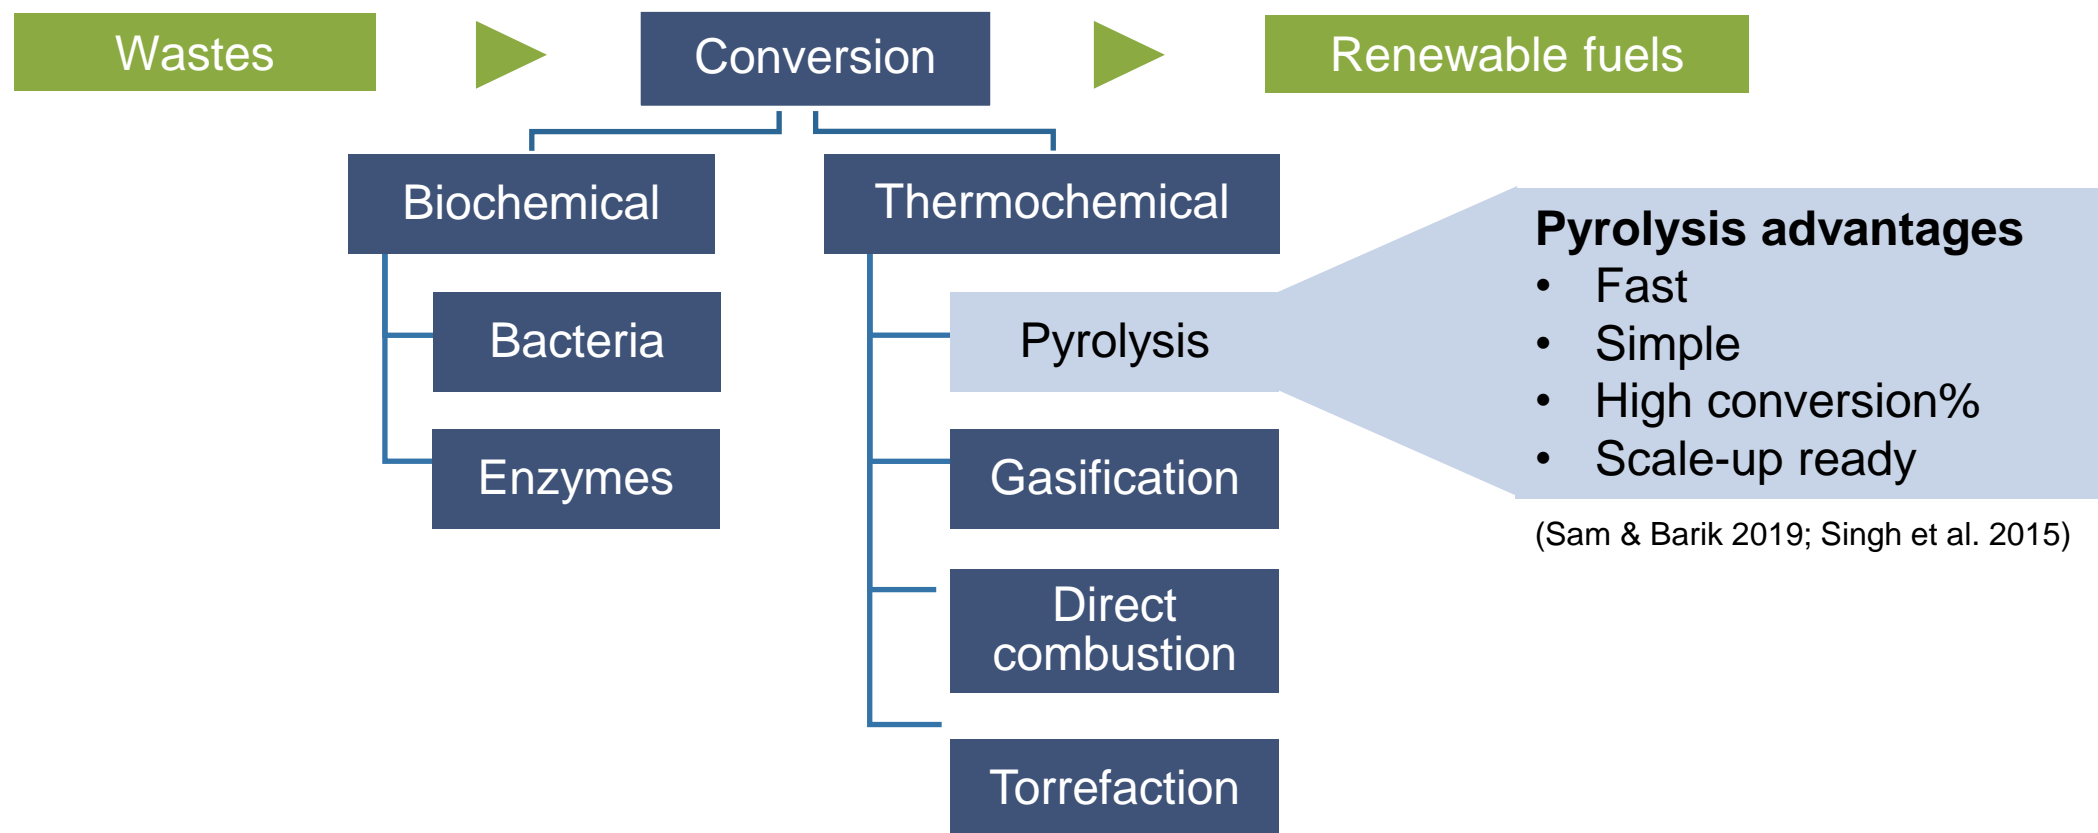 Wastes
Conversion
Renewable fuels
Biochemical
Thermochemical
Bacteria
Enzymes
Pyrolysis
Gasification
Direct
combustion
Torrefaction
Pyrolysis advantages
• Fast
• Simple
• High conversion%
• Scale-up ready
(Sam & Barik 2019; Singh et al. 2015)